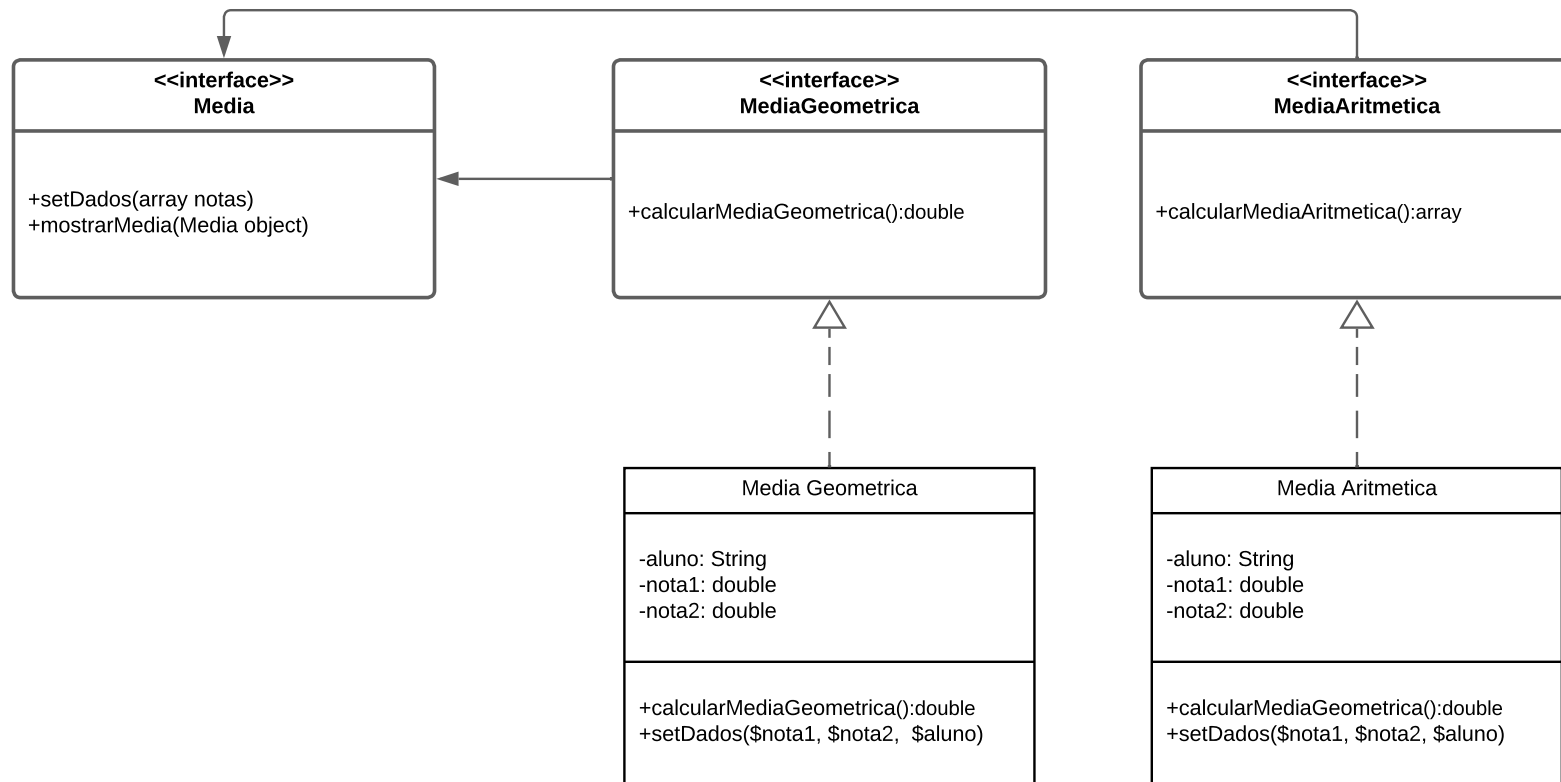 <<interface>>
Media
+setDados(array notas)
+mostrarMedia(Media object)
<<interface>>
MediaGeometrica
+calcularMediaGeometrica():double
<<interface>>
MediaAritmetica
+calcularMediaAritmetica():array
Media Geometrica
-aluno: String
-nota1: double
-nota2: double
+calcularMediaGeometrica():double
+setDados($nota1, $nota2,  $aluno)
Media Aritmetica
-aluno: String
-nota1: double
-nota2: double
+calcularMediaGeometrica():double
+setDados($nota1, $nota2, $aluno)